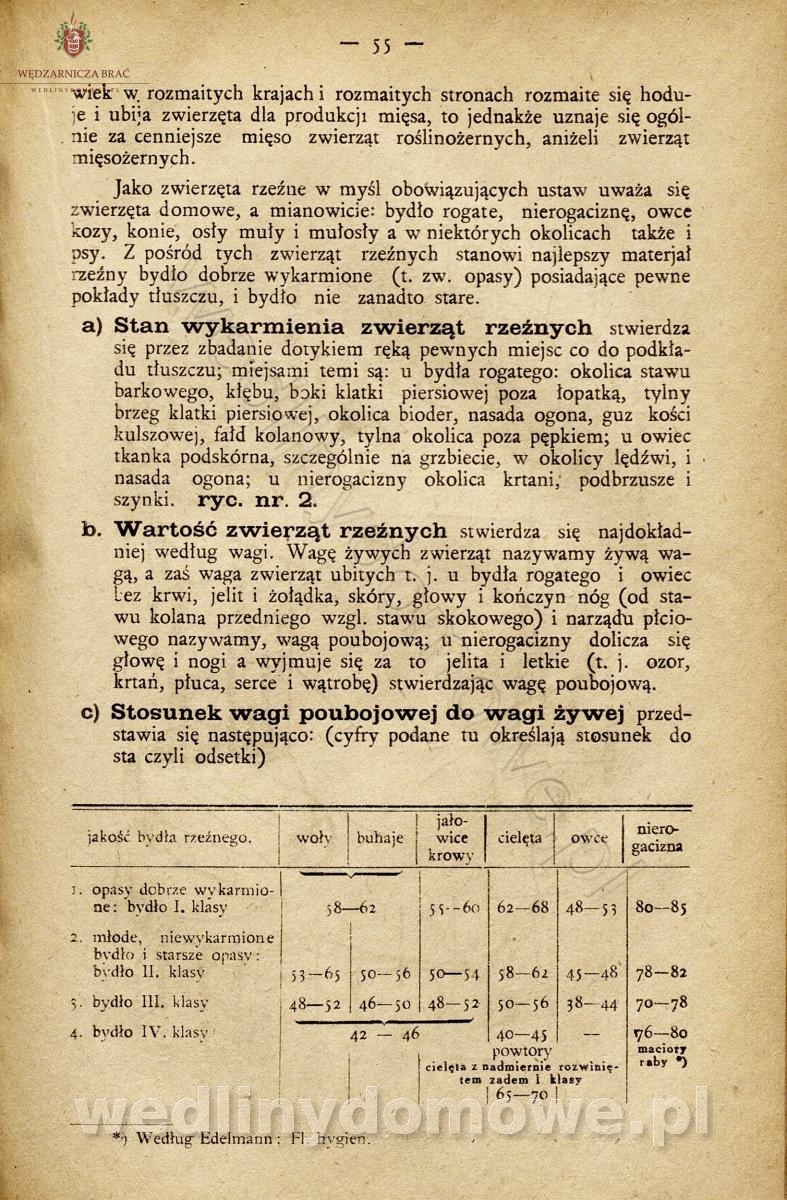 — 55 —
WĘDZARNICZA BRAĆ
wiek w rozmaitych krajach i rozmaitych stronach rozmaite się hodu-
je i ubija zwierzęta dla produkcji mięsa, to jednakże uznaje się ogól-
nie za cenniejsze mięso zwierząt roślinożernych, aniżeli zwierząt
mięsożernych.
Jako zwierzęta rzeźne w myśl obowiązujących ustaw uważa się
zwierzęta domowe, a mianowicie: bydło rogate, nierogaciznę, owce
kozy, konie, osły muły i mułosły a w niektórych okolicach także i
psy. Z pośród tych zwierząt rzeźnych stanowi najlepszy materjał
rzeźny bydło dobrze wykarmione (t. zw. opasy) posiadające pewne
pokłady tłuszczu, i bydło nie zanadto stare.
a) Stan wykarmienia zwierząt rzeźnych stwierdza
się przez zbadanie dotykiem ręką pewnych miejsc co do podkła-
du tłuszczu; miejsami temi są: u bydła rogatego: okolica stawu
barkowego, kłębu, boki klatki piersiowej poza łopatką, tylny
brzeg klatki piersiowej, okolica bioder, nasada ogona, guz kości
kulszowej, fałd kolanowy, tylna okolica poza pępkiem; u owiec
tkanka podskórna, szczególnie na grzbiecie, w okolicy lędźwi, i
nasada ogona; u nierogacizny okolica krtani, podbrzusze i
szynki. ryc. nr. 2.
b. Wartość zwierząt rzeźnych stwierdza się najdokład-
niej według wagi. Wagę żywych zwierząt nazywamy żywą wa-
gą, a zaś waga zwierząt ubitych t. j. u bydła rogatego i owiec
bez krwi, jelit i żołądka, skóry, głowy i kończyn nóg (od sta-
wu kolana przedniego wzgl. stawu skokowego) i narządu płcio-
wego nazywamy, wagą poubojową; u nierogacizny dolicza się
głowę i nogi a wyjmuje się za to jelita i letkie (t. j. ozor,
krtań, płuca, serce i wątrobę) stwierdzając wagę poubojową.
c) Stosunek wagi poubojowej do wagi żywej przed-
stawia się następująco: (cyfry podane tu określają stosunek do
sta czyli odsetki)
jakość bydła rzeźnego. woły buhaje jało- wice krowy cielęta owce niero- gacizna
1. opasy dobrze wykarmio-
ne: bydło I. klasy 58—62 55--60 62—68 48—53 80—85
2. młode, niewykarmione
bydło i starsze opasy:
bydło II. klasy 53—65 50—56 50—54 58—62 45—48 78—82
3. bydło III. klasy 48—52 46—50 48—52 50—56 38—44 70—78
4. bydło IV. klasy 42 — 46 40—45 — 76—80
powtory maciory
cielęta z nadmiernie rozwinię- raby *)
tem zadem I klasy
65—70
wedlinydomowe.pl
*) Według Edelmann: Fl. hygien.